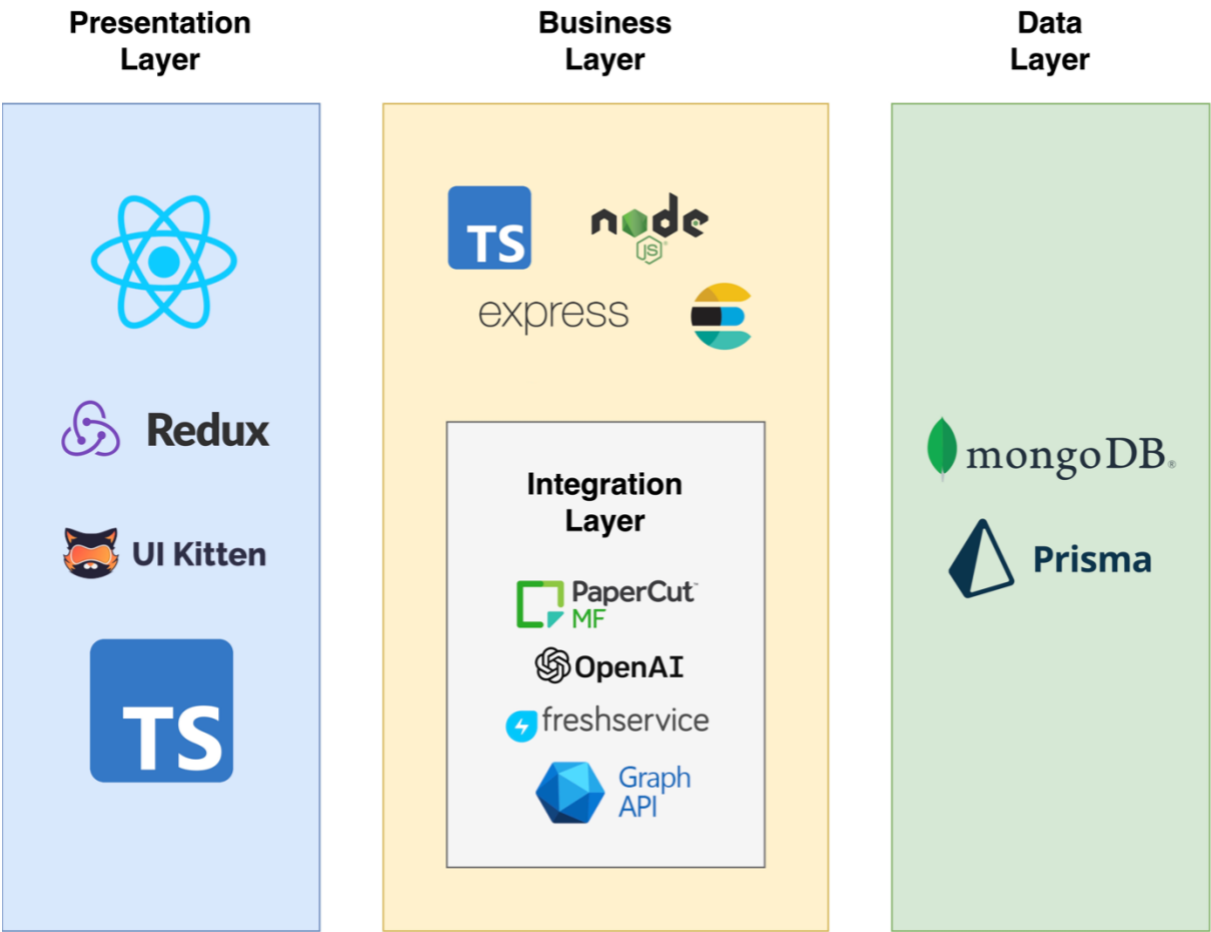 Presentation
Layer
Business
Layer
Data
Layer
Redux
UI Kitten
TS
TS
node
JS
express
Integration
Layer
PaperCut™
MF
OpenAI
freshservice
Graph
API
mongoDB®
Prisma